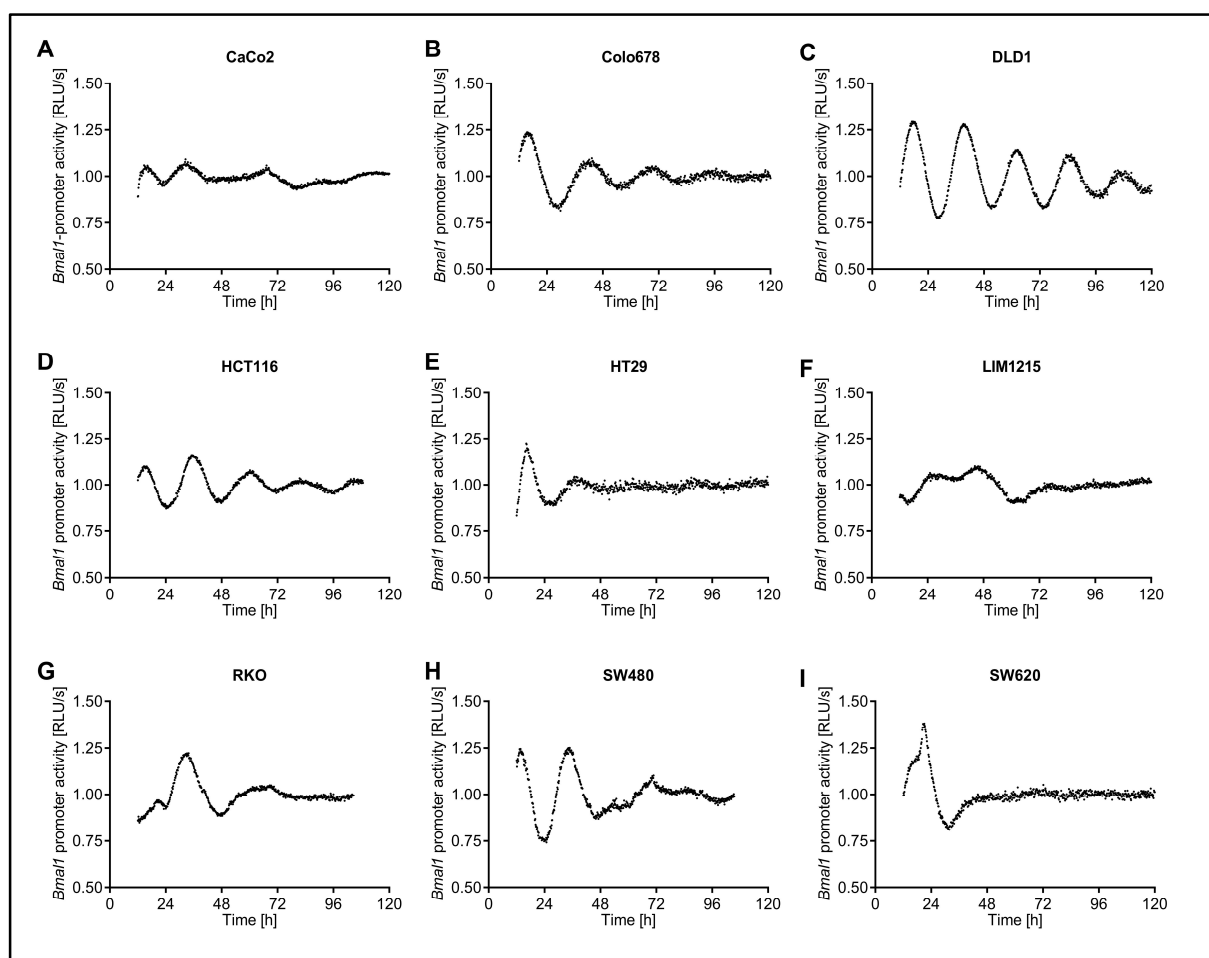 A
CaCo2
Bmal1-promoter activity [RLU/s]
1.50
1.25
1.00
0.75
0.50
0 24 48 72 96 120
Time [h]
B
Colo678
Bmal1 promoter activity [RLU/s]
1.50
1.25
1.00
0.75
0.50
0 24 48 72 96 120
Time [h]
C
DLD1
Bmal1 promoter activity [RLU/s]
1.50
1.25
1.00
0.75
0.50
0 24 48 72 96 120
Time [h]
D
HCT116
Bmal1 promoter activity [RLU/s]
1.50
1.25
1.00
0.75
0.50
0 24 48 72 96 120
Time [h]
E
HT29
Bmal1 promoter activity [RLU/s]
1.50
1.25
1.00
0.75
0.50
0 24 48 72 96 120
Time [h]
F
LIM1215
Bmal1 promoter activity [RLU/s]
1.50
1.25
1.00
0.75
0.50
0 24 48 72 96 120
Time [h]
G
RKO
Bmal1 promoter activity [RLU/s]
1.50
1.25
1.00
0.75
0.50
0 24 48 72 96 120
Time [h]
H
SW480
Bmal1 promoter activity [RLU/s]
1.50
1.25
1.00
0.75
0.50
0 24 48 72 96 120
Time [h]
I
SW620
Bmal1 promoter activity [RLU/s]
1.50
1.25
1.00
0.75
0.50
0 24 48 72 96 120
Time [h]